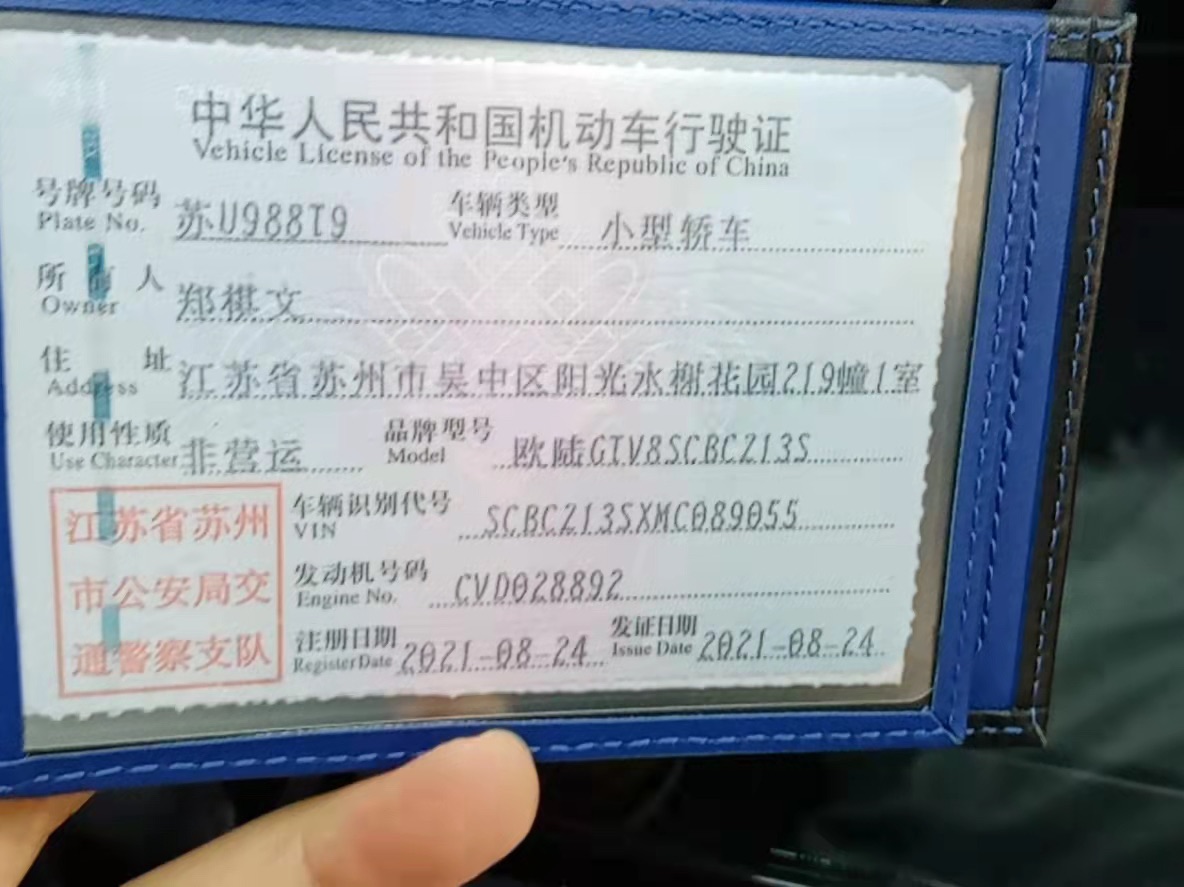 中华人民共和国机动车行驶证
Vehicle License of the People's Republic of China
号牌号码 苏U988T9 车辆类型 小型轿车
Plate No. Vehicle Type
所有人 郑棋文
Owner
住址 江苏省苏州市吴中区阳光水榭花园219幢1室
Address
使用性质 非营运 品牌型号 欧陆GTV8SCBCZ13S
Use Character Model
车辆识别代号 SCBCZ13SXMC089055
VIN
发动机号码 CVD028892
Engine No.
注册日期 2021-08-24 发证日期 2021-08-24
Register Date Issue Date
江苏省苏州
市公安局交
通警察支队